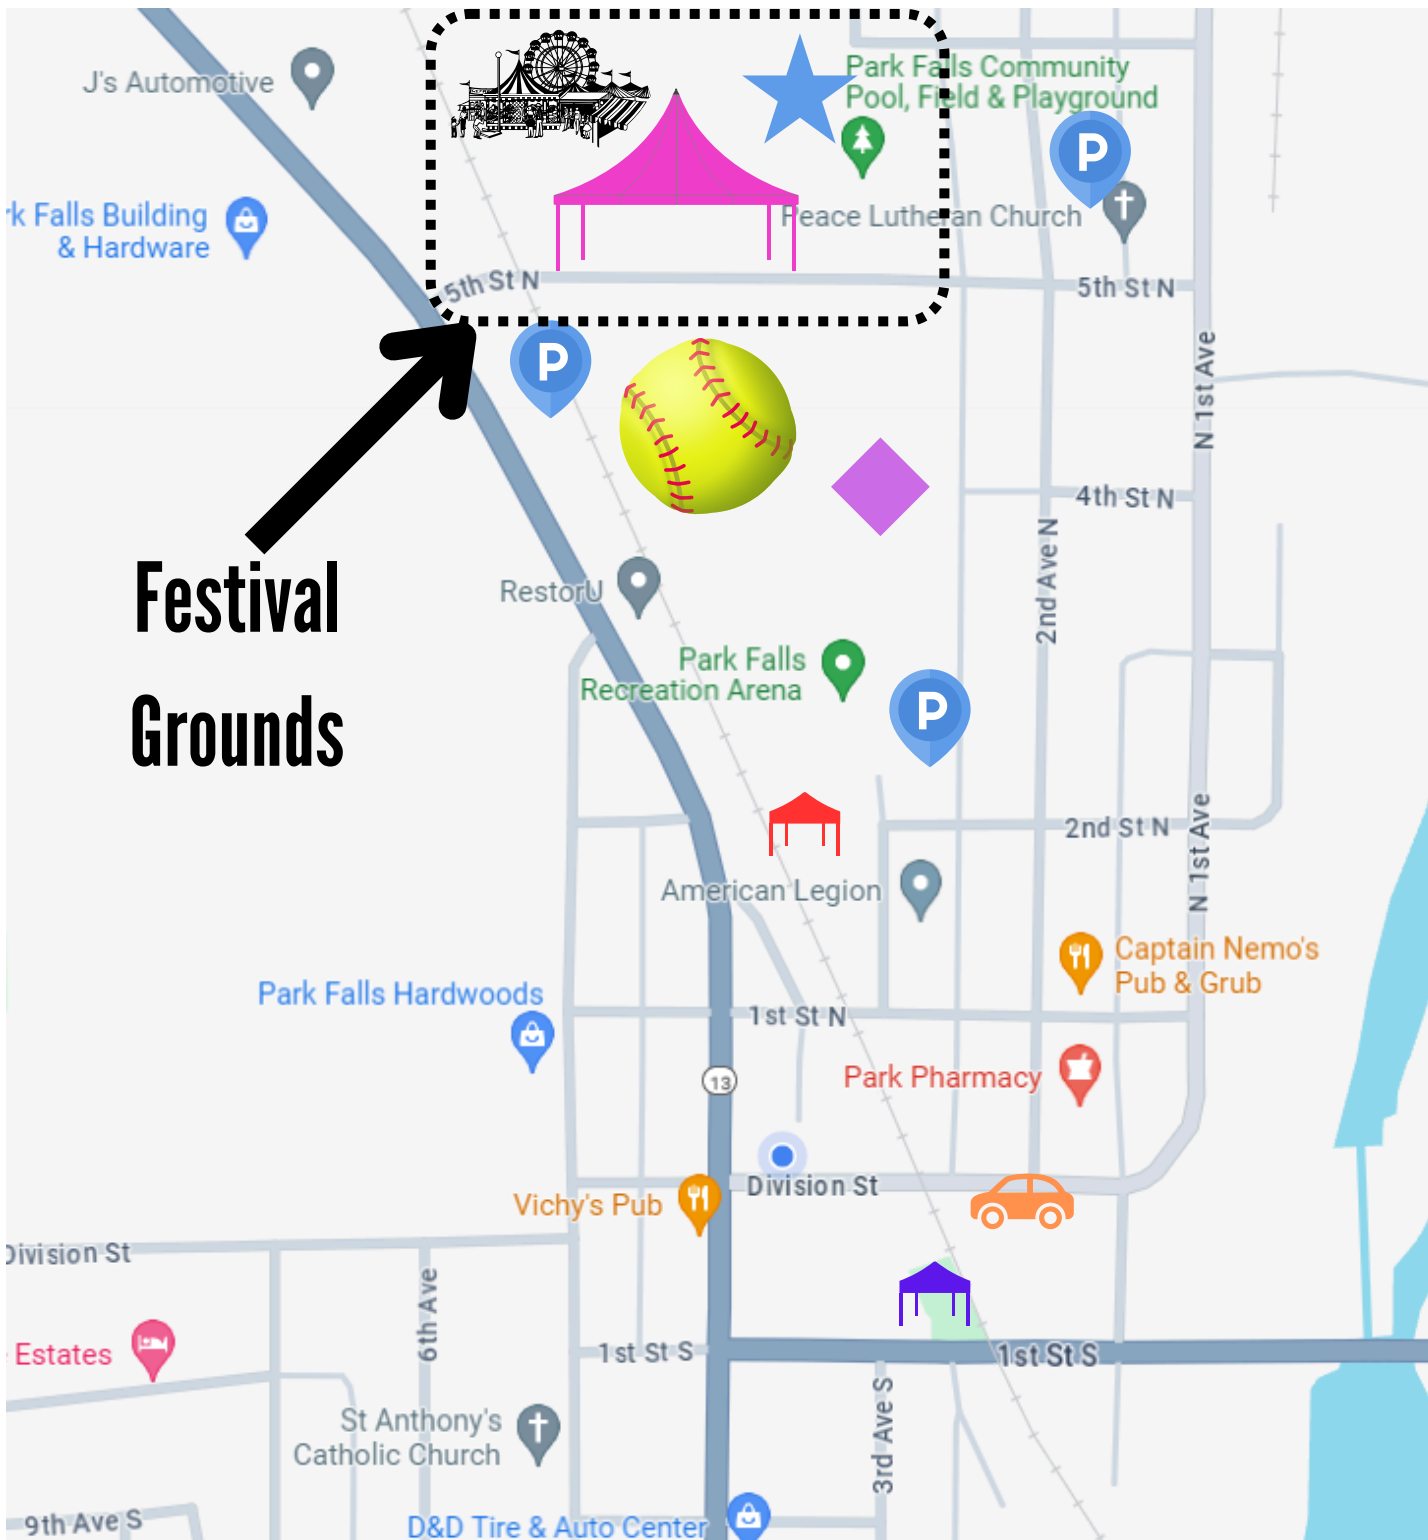 J's Automotive
Park Falls Community
Pool, Field & Playground
P
rk Falls Building
& Hardware
Peace Lutheran Church
5th St N
5th St N
P
N 1st Ave
4th St N
Festival
Grounds
RestorU
2nd Ave N
Park Falls
Recreation Arena
P
2nd St N
N 1st Ave
American Legion
Captain Nemo's
Pub & Grub
Park Falls Hardwoods
1st St N
13
Park Pharmacy
Division St
Vichy's Pub
Division St
6th Ave
Estates
1st St S
1st St S
3rd Ave S
St Anthony's
Catholic Church
9th Ave S
D&D Tire & Auto Center